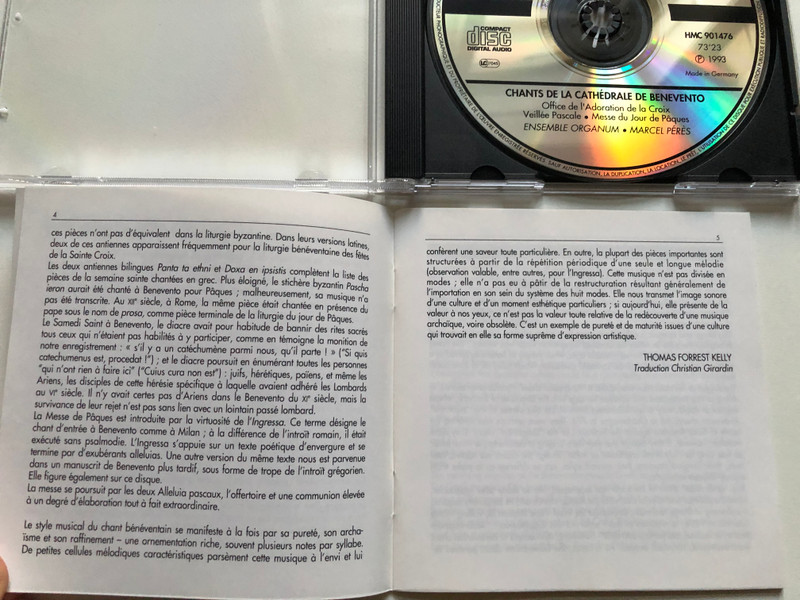 COMPACT
disc
DIGITAL AUDIO
LC 7045
HMC 901476
73'23
Ⓟ 1993
Made in Germany
CHANTS DE LA CATHÉDRALE DE BENEVENTO
Office de l'Adoration de la Croix
Veillée Pascale • Messe du Jour de Pâques
ENSEMBLE ORGANUM • MARCEL PÉRÈS
RÉSERVÉS. SAUF AUTORISATION, LA DUPLICATION, LA LOCATION, LE PRÊT, L'UTILISATION DE CE DISQUE POUR EXÉCUTION PUBLIQUE ET RADIODIFFUSION
4
ces pièces n'ont pas d'équivalent dans la liturgie byzantine. Dans leurs versions latines,
deux de ces antiennes apparaissent fréquemment pour la liturgie bénéventaine des fêtes
de la Sainte Croix.
Les deux antiennes bilingues Panta ta ethni et Doxa en ipsistis complètent la liste des
pièces de la semaine sainte chantées en grec. Plus éloigné, le stichère byzantin Pascha
ieron aurait été chanté à Benevento pour Pâques ; malheureusement, sa musique n'a
pas été transcrite. Au XIIe siècle, à Rome, la même pièce était chantée en présence du
pape sous le nom de prosa, comme pièce terminale de la liturgie du jour de Pâques.
Le Samedi Saint à Benevento, le diacre avait pour habitude de bannir des rites sacrés
tous ceux qui n'étaient pas habilités à y participer, comme en témoigne la monition de
notre enregistrement : « s'il y a un catéchumène parmi nous, qu'il parte ! » ("Si quis
catechumenus est, procedat !") ; et le diacre poursuit en énumérant toutes les personnes
"qui n'ont rien à faire ici" ("Cuius cura non est") : juifs, hérétiques, païens, et même les
Ariens, les disciples de cette hérésie spécifique à laquelle avaient adhéré les Lombards
au VIe siècle. Il n'y avait certes pas d'Ariens dans le Benevento du XIe siècle, mais la
survivance de leur rejet n'est pas sans lien avec un lointain passé lombard.
La Messe de Pâques est introduite par la virtuosité de l'Ingressa. Ce terme désigne le
chant d'entrée à Benevento comme à Milan ; à la différence de l'introït romain, il était
exécuté sans psalmodie. L'Ingressa s'appuie sur un texte poétique d'envergure et se
termine par d'exubérants alleluias. Une autre version du même texte nous est parvenue
dans un manuscrit de Benevento plus tardif, sous forme de trope de l'introït grégorien.
Elle figure également sur ce disque.
La messe se poursuit par les deux Alleluia pascaux, l'offertoire et une communion élevée
à un degré d'élaboration tout à fait extraordinaire.
Le style musical du chant bénéventain se manifeste à la fois par sa pureté, son archa-
ïsme et son raffinement – une ornementation riche, souvent plusieurs notes par syllabe.
De petites cellules mélodiques caractéristiques parsèment cette musique à l'envi et lui
5
confèrent une saveur toute particulière. En outre, la plupart des pièces importantes sont
structurées à partir de la répétition périodique d'une seule et longue mélodie
(observation valable, entre autres, pour l'Ingressa). Cette musique n'est pas divisée en
modes ; elle n'a pas eu à pâtir de la restructuration résultant généralement de
l'importation en son sein du système des huit modes. Elle nous transmet l'image sonore
d'une culture et d'un moment esthétique particuliers ; si aujourd'hui, elle présente de la
valeur à nos yeux, ce n'est pas la valeur toute relative de la redécouverte d'une musique
archaïque, voire obsolète. C'est un exemple de pureté et de maturité issues d'une culture
qui trouvait en elle sa forme suprême d'expression artistique.
THOMAS FORREST KELLY
Traduction Christian Girardin